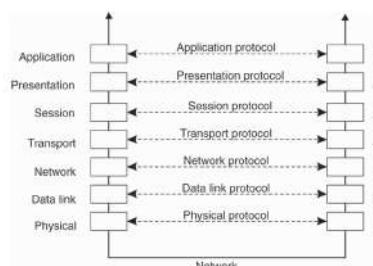 Application
Application protocol
Presentation
Presentation protocol
Session
Session protocol
Transport
Transport protocol
Network
Network protocol
Data link
Data link protocol
Physical
Physical protocol
Network